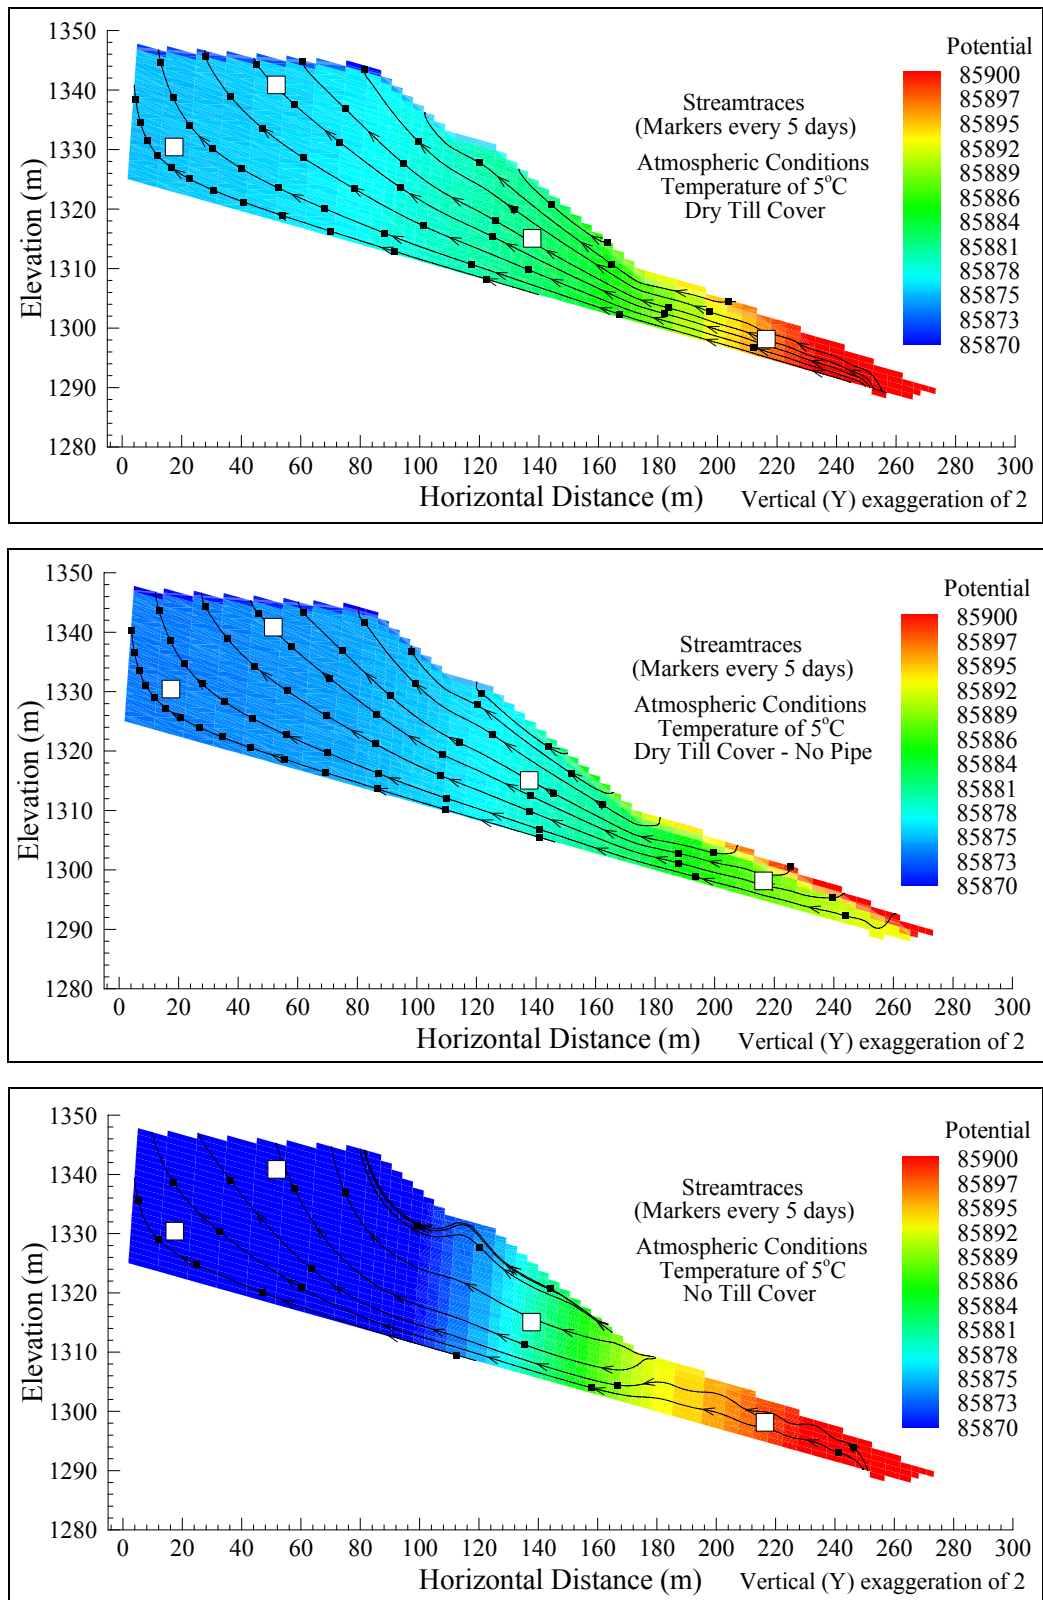 1350
1340
1330
1320
1310
1300
1290
1280
Elevation (m)
0 20 40 60 80 100 120 140 160 180 200 220 240 260 280 300
Horizontal Distance (m)
Vertical (Y) exaggeration of 2
Streamtraces
(Markers every 5 days)
Atmospheric Conditions
Temperature of 5°C
Dry Till Cover
Potential
85900
85897
85895
85892
85889
85886
85884
85881
85878
85875
85873
85870
1350
1340
1330
1320
1310
1300
1290
1280
Elevation (m)
0 20 40 60 80 100 120 140 160 180 200 220 240 260 280 300
Horizontal Distance (m)
Vertical (Y) exaggeration of 2
Streamtraces
(Markers every 5 days)
Atmospheric Conditions
Temperature of 5°C
Dry Till Cover - No Pipe
Potential
85900
85897
85895
85892
85889
85886
85884
85881
85878
85875
85873
85870
1350
1340
1330
1320
1310
1300
1290
1280
Elevation (m)
0 20 40 60 80 100 120 140 160 180 200 220 240 260 280 300
Horizontal Distance (m)
Vertical (Y) exaggeration of 2
Streamtraces
(Markers every 5 days)
Atmospheric Conditions
Temperature of 5°C
No Till Cover
Potential
85900
85897
85895
85892
85889
85886
85884
85881
85878
85875
85873
85870